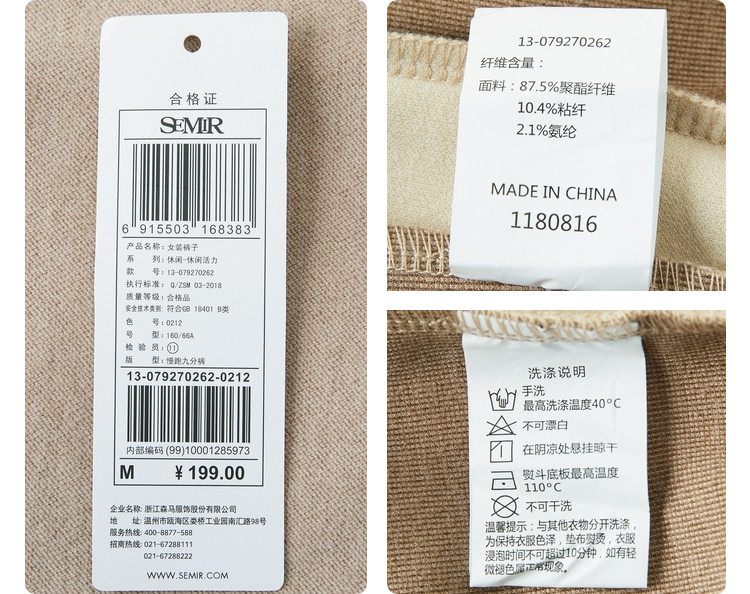 合格证
SEMIR
6 915503 168383
产品名称: 女装裤子
系 列: 休闲-休闲活力
款 号: 13-079270262
执行标准: Q/ZSM 03-2018
质量等级: 合格品
安全技术类别: 符合GB 18401 B类
色 号: 0212
号 型: 160/66A
检 验 员: ⑪
版 型: 慢跑九分裤
13-079270262-0212
内部编码 (99)10001285973
M ¥199.00
企业名称: 浙江森马服饰股份有限公司
地 址: 温州市瓯海区娄桥工业园南汇路98号
服务热线: 400-8877-588
招商热线: 021-67288111
021-67288222
WWW.SEMIR.COM
13-079270262
纤维含量:
面料: 87.5%聚酯纤维
10.4%粘纤
2.1%氨纶
MADE IN CHINA
1180816
洗涤说明
手洗
最高洗涤温度40°C
不可漂白
在阴凉处悬挂晾干
熨斗底板最高温度
110°C
不可干洗
温馨提示: 与其他衣物分开洗涤,
为保持衣服色泽, 垫布熨烫, 衣服
浸泡时间不可超过10分钟, 如有轻
微褪色属正常现象。